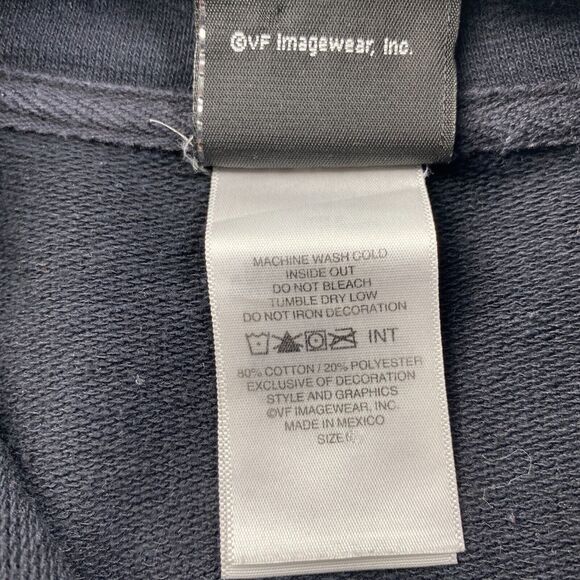 ©VF Imagewear, Inc.
MACHINE WASH COLD
INSIDE OUT
DO NOT BLEACH
TUMBLE DRY LOW
DO NOT IRON DECORATION
INT
80% COTTON / 20% POLYESTER
EXCLUSIVE OF DECORATION
STYLE AND GRAPHICS
©VF IMAGEWEAR, INC.
MADE IN MEXICO
SIZE